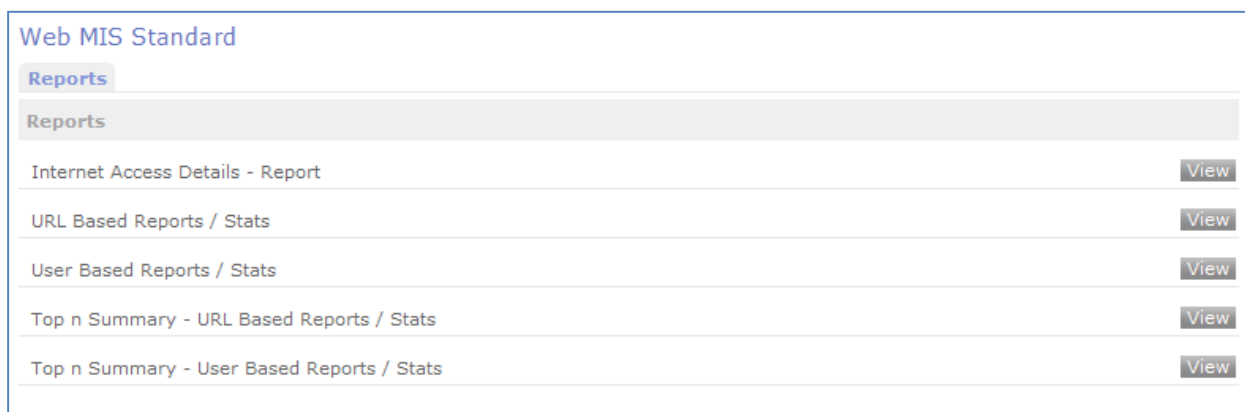 Web MIS Standard
Reports
Reports
Internet Access Details - Report View
URL Based Reports / Stats View
User Based Reports / Stats View
Top n Summary - URL Based Reports / Stats View
Top n Summary - User Based Reports / Stats View